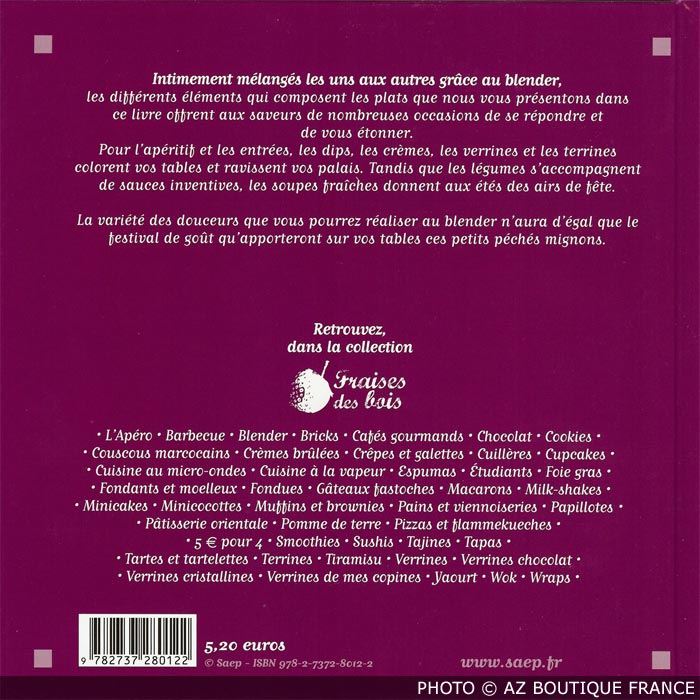 Intimement mélangés les uns aux autres grâce au blender,
les différents éléments qui composent les plats que nous vous présentons dans
ce livre offrent aux saveurs de nombreuses occasions de se répondre et
de vous étonner.
Pour l'apéritif et les entrées, les dips, les crèmes, les verrines et les terrines
colorent vos tables et ravissent vos palais. Tandis que les légumes s'accompagnent
de sauces inventives, les soupes fraîches donnent aux étés des airs de fête.
La variété des douceurs que vous pourrez réaliser au blender n'aura d'égal que le
festival de goût qu'apporteront sur vos tables ces petits péchés mignons.
Retrouvez,
dans la collection
Fraises
des bois
• L'Apéro • Barbecue • Blender • Bricks • Cafés gourmands • Chocolat • Cookies •
• Couscous marcocains • Crèmes brûlées • Crêpes et galettes • Cuillères • Cupcakes •
• Cuisine au micro-ondes • Cuisine à la vapeur • Espumas • Étudiants • Foie gras •
• Fondants et moelleux • Fondues • Gâteaux fastoches • Macarons • Milk-shakes •
• Minicakes • Minicocottes • Muffins et brownies • Pains et viennoiseries • Papillotes •
• Pâtisserie orientale • Pomme de terre • Pizzas et flammekueches •
• 5 € pour 4 • Smoothies • Sushis • Tajines • Tapas •
• Tartes et tartelettes • Terrines • Tiramisu • Verrines • Verrines chocolat •
• Verrines cristallines • Verrines de mes copines • Yaourt • Wok • Wraps •
9 782737 280122
5,20 euros
© Saep - ISBN 978-2-7372-8012-2
www.saep.fr
PHOTO © AZ BOUTIQUE FRANCE